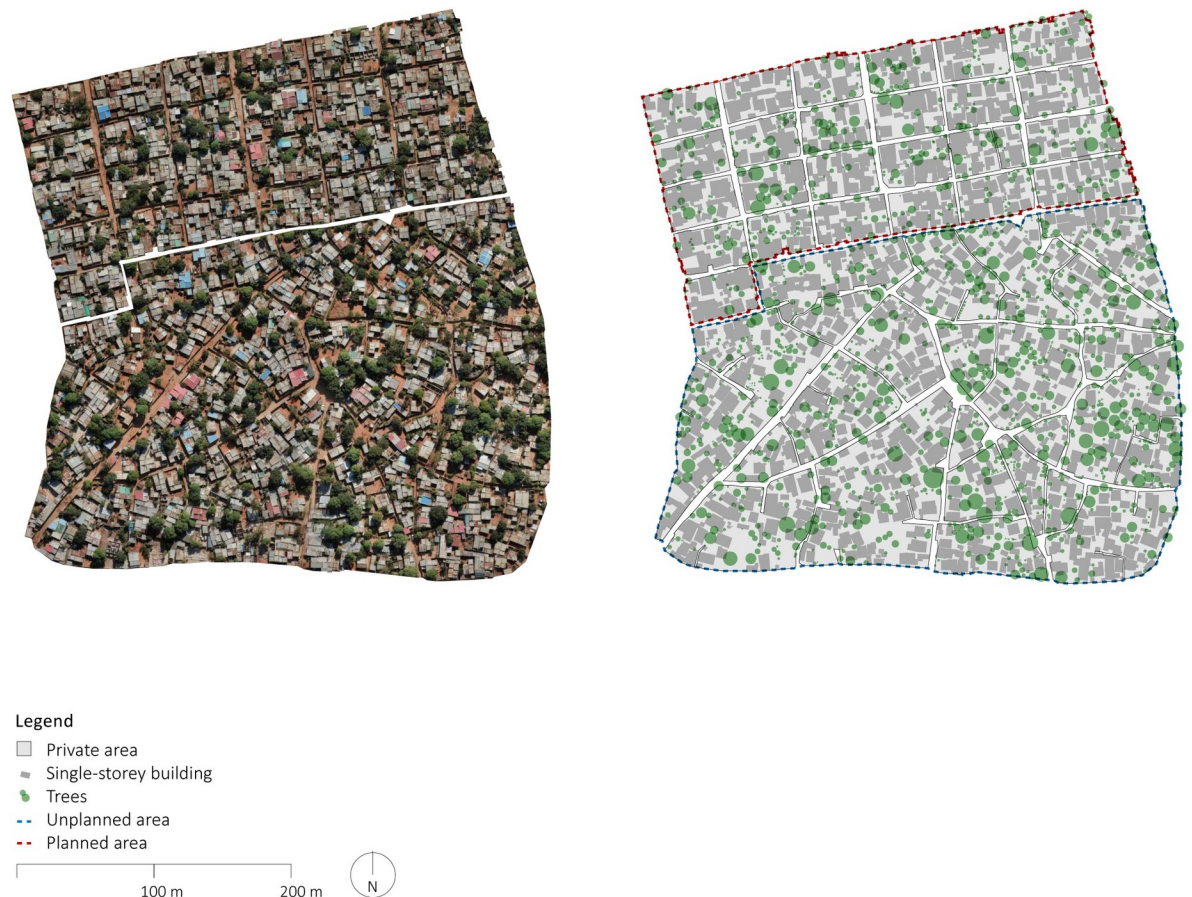 Legend
Private area
Single-storey building
Trees
Unplanned area
Planned area
100 m 200 m
N